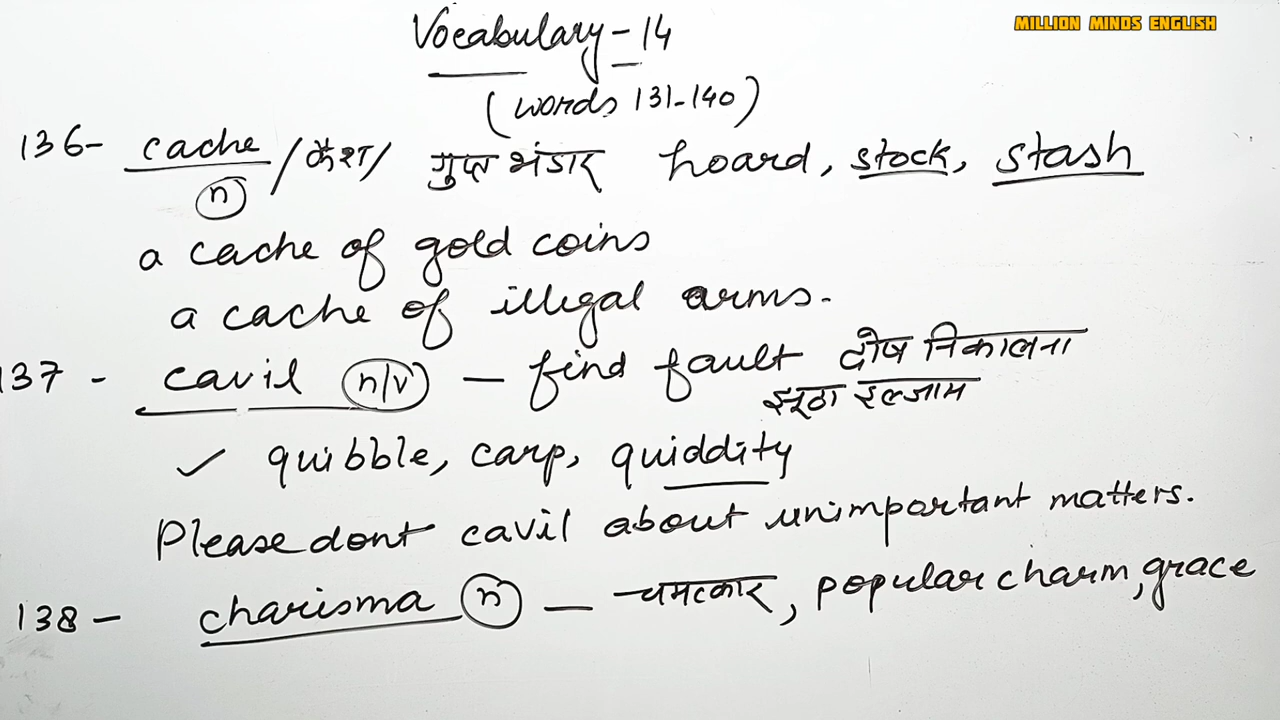 MILLION MINDS ENGLISH
Vocabulary - 14
(words 131-140)
136- cache /कैश/ गुप्त भंडार hoard, stock, stash
n
a cache of gold coins
a cache of illegal arms.
137 - cavil (n/v) — find fault दोष निकालना
झूठा इल्जाम
✓ quibble, carp, quiddity
Please dont cavil about unimportant matters.
138 - charisma (n) — चमत्कार, popular charm, grace